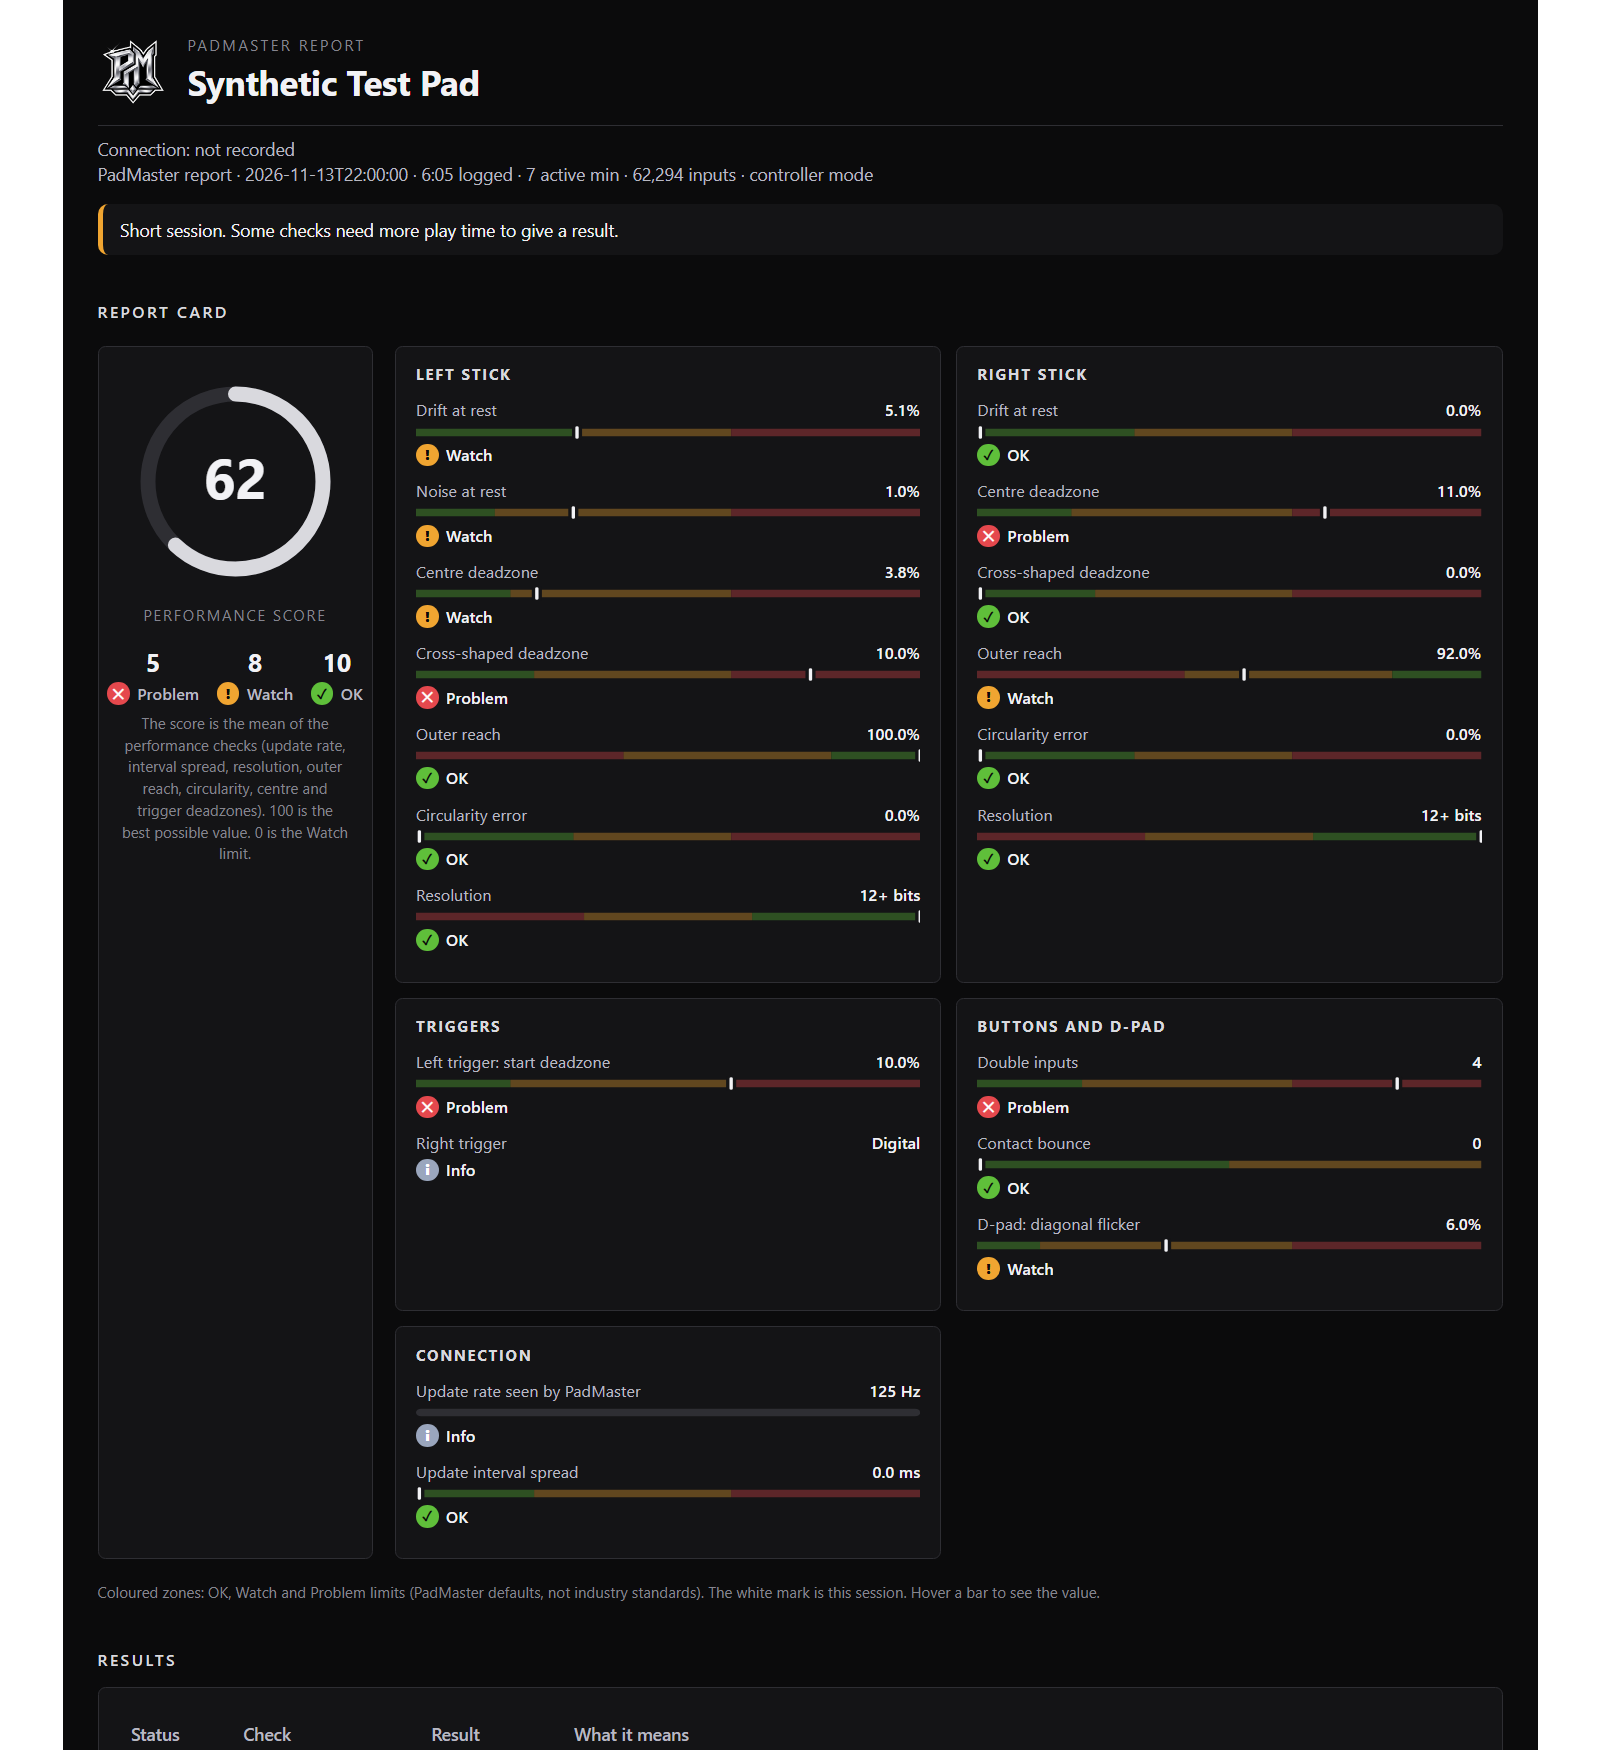 PM
PADMASTER REPORT
Synthetic Test Pad
Connection: not recorded
PadMaster report · 2026-11-13T22:00:00 · 6:05 logged · 7 active min · 62,294 inputs · controller mode
Short session. Some checks need more play time to give a result.
REPORT CARD
62
PERFORMANCE SCORE
5 8 10
Problem Watch OK
The score is the mean of the
performance checks (update rate,
interval spread, resolution, outer
reach, circularity, centre and
trigger deadzones). 100 is the
best possible value. 0 is the Watch
limit.
LEFT STICK
Drift at rest 5.1%
Watch
Noise at rest 1.0%
Watch
Centre deadzone 3.8%
Watch
Cross-shaped deadzone 10.0%
Problem
Outer reach 100.0%
OK
Circularity error 0.0%
OK
Resolution 12+ bits
OK
RIGHT STICK
Drift at rest 0.0%
OK
Centre deadzone 11.0%
Problem
Cross-shaped deadzone 0.0%
OK
Outer reach 92.0%
Watch
Circularity error 0.0%
OK
Resolution 12+ bits
OK
TRIGGERS
Left trigger: start deadzone 10.0%
Problem
Right trigger Digital
Info
BUTTONS AND D-PAD
Double inputs 4
Problem
Contact bounce 0
OK
D-pad: diagonal flicker 6.0%
Watch
CONNECTION
Update rate seen by PadMaster 125 Hz
Info
Update interval spread 0.0 ms
OK
Coloured zones: OK, Watch and Problem limits (PadMaster defaults, not industry standards). The white mark is this session. Hover a bar to see the value.
RESULTS
Status Check Result What it means